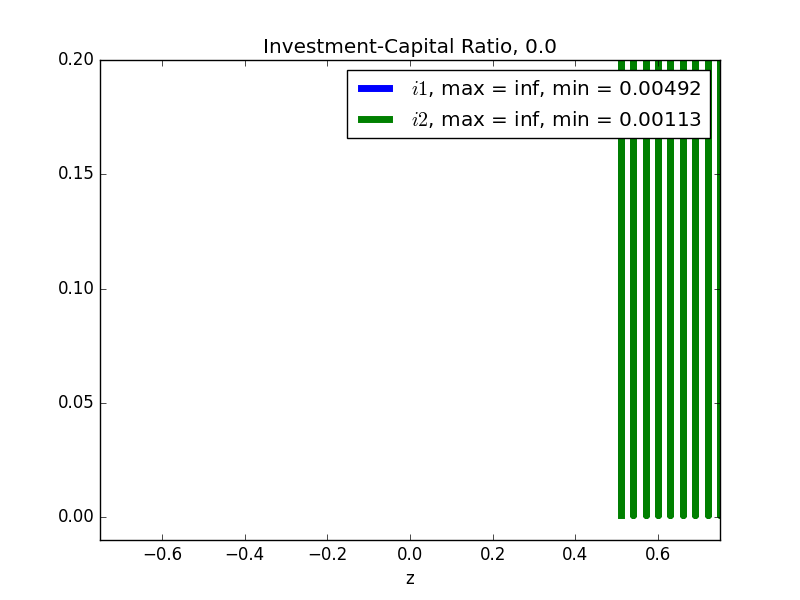 Investment-Capital Ratio, 0.0
i1, max = inf, min = 0.00492
i2, max = inf, min = 0.00113
0.20
0.15
0.10
0.05
0.00
−0.6 −0.4 −0.2 0.0 0.2 0.4 0.6
z